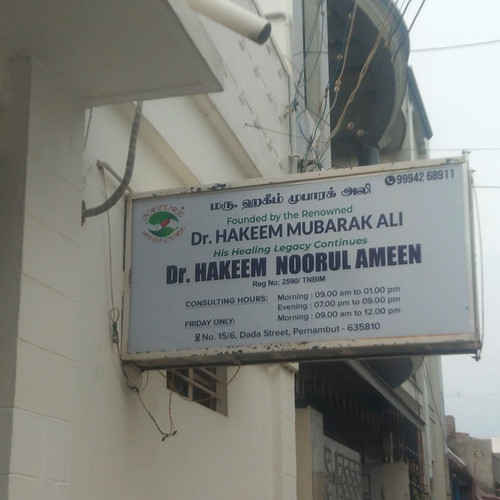 மரு. ஹகீம் முபாரக் அலி
99942 68911
NATURE
Founded by the Renowned
Dr. HAKEEM MUBARAK ALI
His Healing Legacy Continues
Dr. HAKEEM NOORUL AMEEN
Reg No: 2590/ TNBIM
CONSULTING HOURS: Morning : 09.00 am to 01.00 pm
Evening : 07.00 pm to 09.00 pm
FRIDAY ONLY: Morning : 09.00 am to 12.00 pm
No. 15/6, Dada Street, Pernambut - 635810